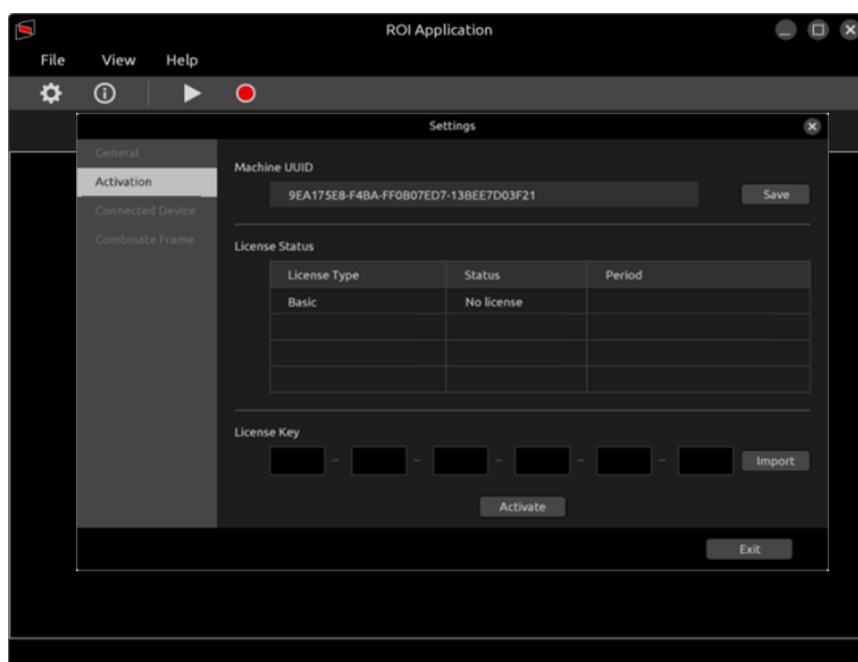 ROI Application
File View Help
Settings
General
Activation
Connected Device
Combinate Frame
Machine UUID
9EA175E8-F4BA-FF0B07ED7-13BEE7D03F21 Save
License Status
License Type Status Period
Basic No license
License Key
- - - - - Import
Activate
Exit